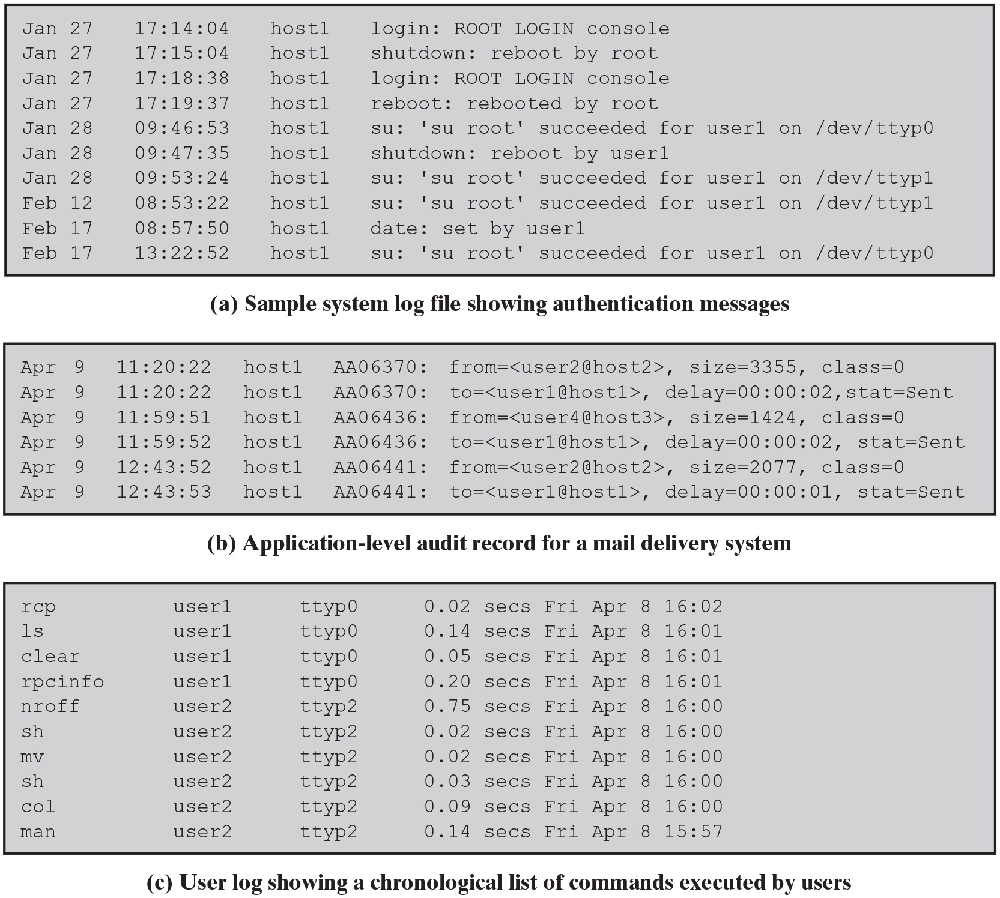 Jan 27 17:14:04 host1 login: ROOT LOGIN console
Jan 27 17:15:04 host1 shutdown: reboot by root
Jan 27 17:18:38 host1 login: ROOT LOGIN console
Jan 27 17:19:37 host1 reboot: rebooted by root
Jan 28 09:46:53 host1 su: 'su root' succeeded for user1 on /dev/ttyp0
Jan 28 09:47:35 host1 shutdown: reboot by user1
Jan 28 09:53:24 host1 su: 'su root' succeeded for user1 on /dev/ttyp1
Feb 12 08:53:22 host1 su: 'su root' succeeded for user1 on /dev/ttyp1
Feb 17 08:57:50 host1 date: set by user1
Feb 17 13:22:52 host1 su: 'su root' succeeded for user1 on /dev/ttyp0
(a) Sample system log file showing authentication messages
Apr 9 11:20:22 host1 AA06370: from=<user2@host2>, size=3355, class=0
Apr 9 11:20:22 host1 AA06370: to=<user1@host1>, delay=00:00:02,stat=Sent
Apr 9 11:59:51 host1 AA06436: from=<user4@host3>, size=1424, class=0
Apr 9 11:59:52 host1 AA06436: to=<user1@host1>, delay=00:00:02, stat=Sent
Apr 9 12:43:52 host1 AA06441: from=<user2@host2>, size=2077, class=0
Apr 9 12:43:53 host1 AA06441: to=<user1@host1>, delay=00:00:01, stat=Sent
(b) Application-level audit record for a mail delivery system
rcp user1 ttyp0 0.02 secs Fri Apr 8 16:02
ls user1 ttyp0 0.14 secs Fri Apr 8 16:01
clear user1 ttyp0 0.05 secs Fri Apr 8 16:01
rpcinfo user1 ttyp0 0.20 secs Fri Apr 8 16:01
nroff user2 ttyp2 0.75 secs Fri Apr 8 16:00
sh user2 ttyp2 0.02 secs Fri Apr 8 16:00
mv user2 ttyp2 0.02 secs Fri Apr 8 16:00
sh user2 ttyp2 0.03 secs Fri Apr 8 16:00
col user2 ttyp2 0.09 secs Fri Apr 8 16:00
man user2 ttyp2 0.14 secs Fri Apr 8 15:57
(c) User log showing a chronological list of commands executed by users